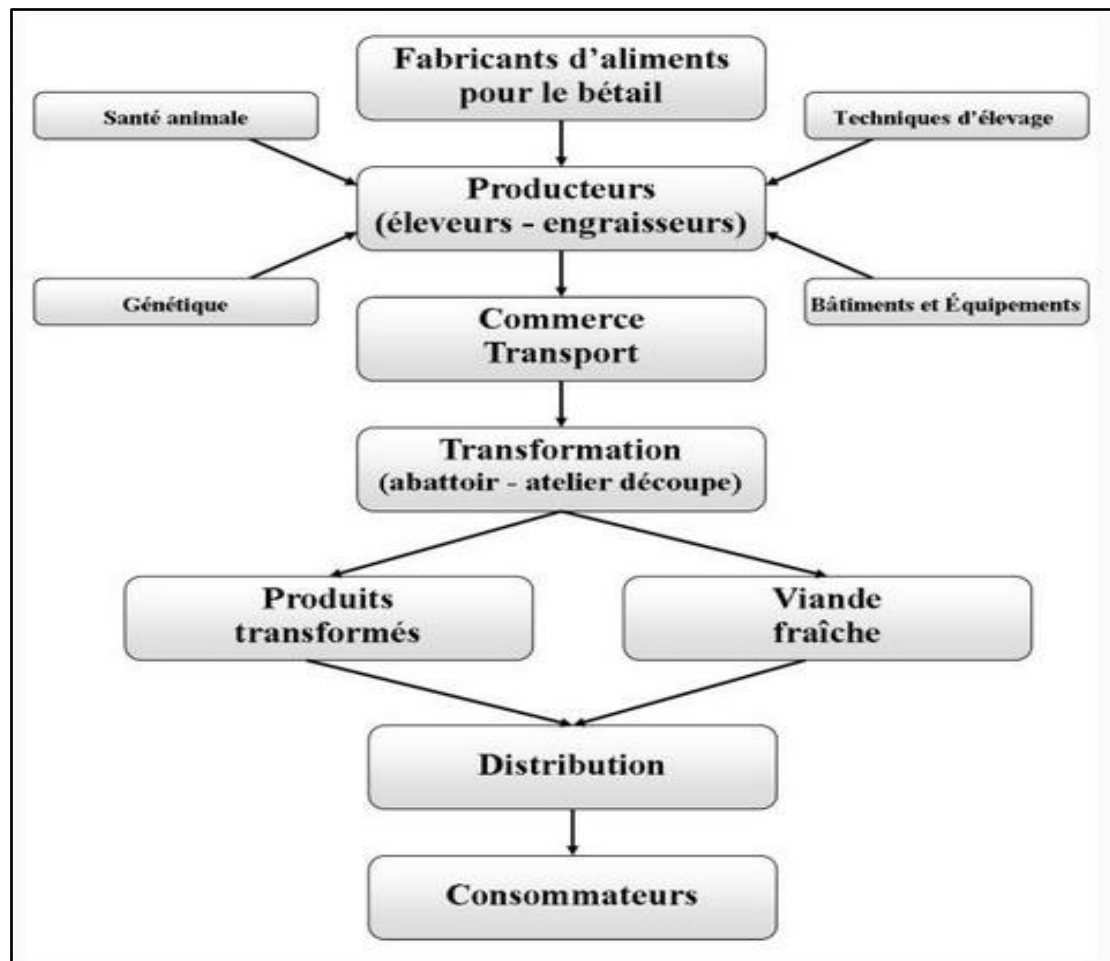 Fabricants d'aliments
pour le bétail
Santé animale
Techniques d'élevage
Producteurs
(éleveurs - engraisseurs)
Génétique
Bâtiments et Équipements
Commerce
Transport
Transformation
(abattoir - atelier découpe)
Produits
transformés
Viande
fraîche
Distribution
Consommateurs